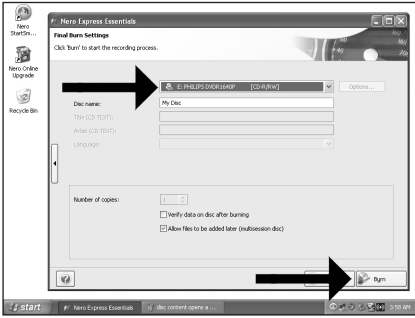 Nero
StartSm...
Nero Online
Upgrade
Recycle Bin
Nero Express Essentials
Final Burn Settings
Click 'Burn' to start the recording process.
E: PHILIPS DVDR1640P [CD-R/RW]
Options...
Disc name:
My Disc
Title (CD TEXT):
Artist (CD TEXT):
Language:
Number of copies:
1
Verify data on disc after burning
Allow files to be added later (multisession disc)
Burn
start
Nero Express Essentials
disc content opens a ...
3:58 AM